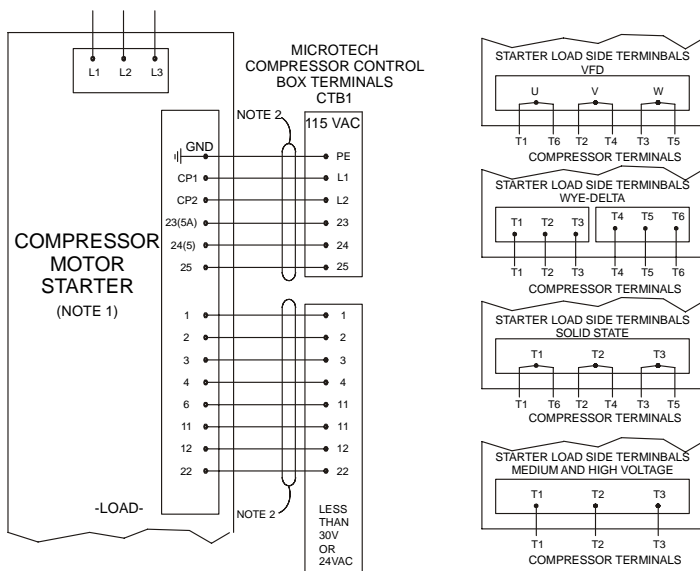 L1 L2 L3
MICROTECH
COMPRESSOR CONTROL
BOX TERMINALS
CTB1
NOTE 2
115 VAC
GND PE
CP1 L1
CP2 L2
23(5A) 23
24(5) 24
25 25
COMPRESSOR
MOTOR
STARTER
(NOTE 1)
1 1
2 2
3 3
4 4
6 11
11 11
12 12
22 22
-LOAD-
NOTE 2
LESS
THAN
30V
OR
24VAC
STARTER LOAD SIDE TERMINBALS
VFD
U V W
T1 T6 T2 T4 T3 T5
COMPRESSOR TERMINALS
STARTER LOAD SIDE TERMINBALS
WYE-DELTA
T1 T2 T3 T4 T5 T6
T1 T2 T3 T4 T5 T6
COMPRESSOR TERMINALS
STARTER LOAD SIDE TERMINBALS
SOLID STATE
T1 T2 T3
T1 T6 T2 T4 T3 T5
COMPRESSOR TERMINALS
STARTER LOAD SIDE TERMINBALS
MEDIUM AND HIGH VOLTAGE
T1 T2 T3
T1 T2 T3
COMPRESSOR TERMINALS